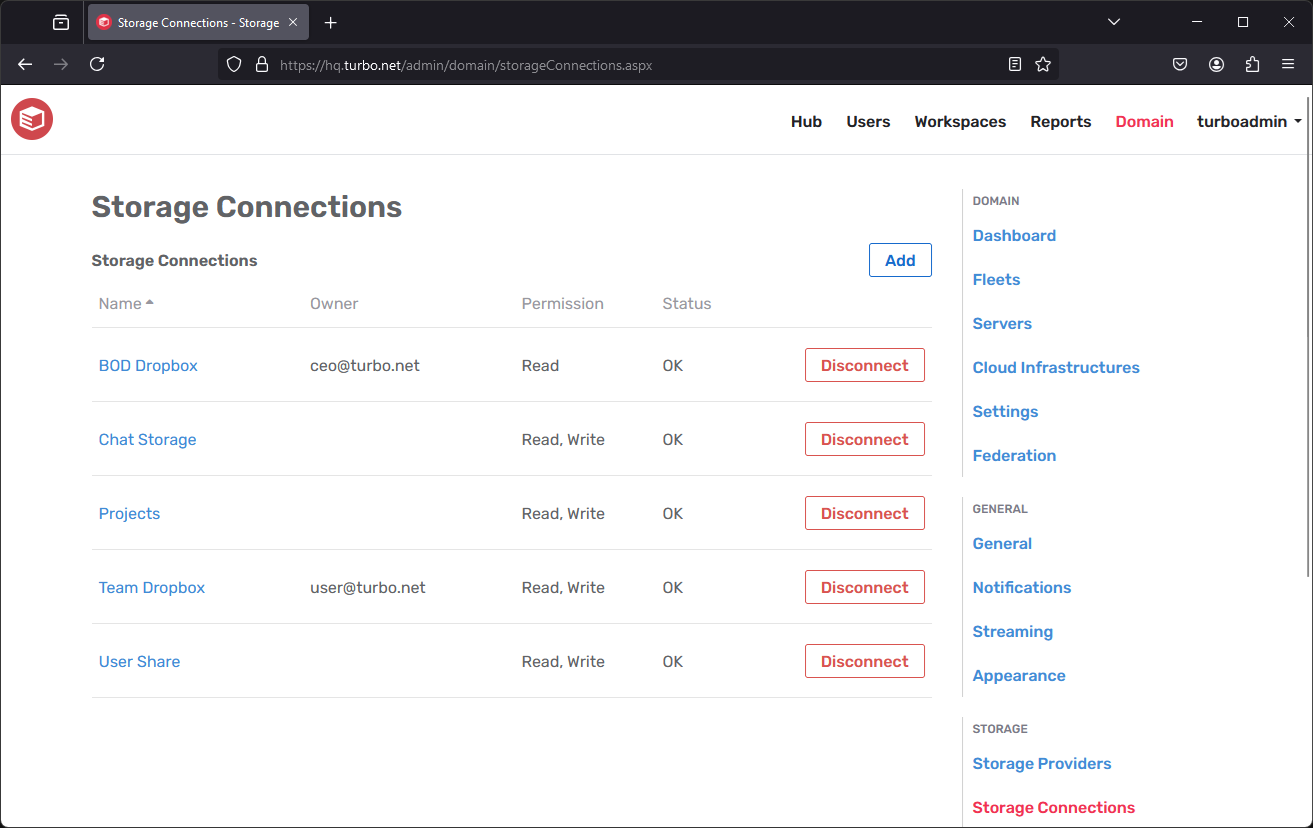 Storage Connections - Storage
https://hq.turbo.net/admin/domain/storageConnections.aspx
Hub Users Workspaces Reports Domain turboadmin
Storage Connections
Storage Connections Add
Name Owner Permission Status
BOD Dropbox ceo@turbo.net Read OK Disconnect
Chat Storage Read, Write OK Disconnect
Projects Read, Write OK Disconnect
Team Dropbox user@turbo.net Read, Write OK Disconnect
User Share Read, Write OK Disconnect
DOMAIN
Dashboard
Fleets
Servers
Cloud Infrastructures
Settings
Federation
GENERAL
General
Notifications
Streaming
Appearance
STORAGE
Storage Providers
Storage Connections